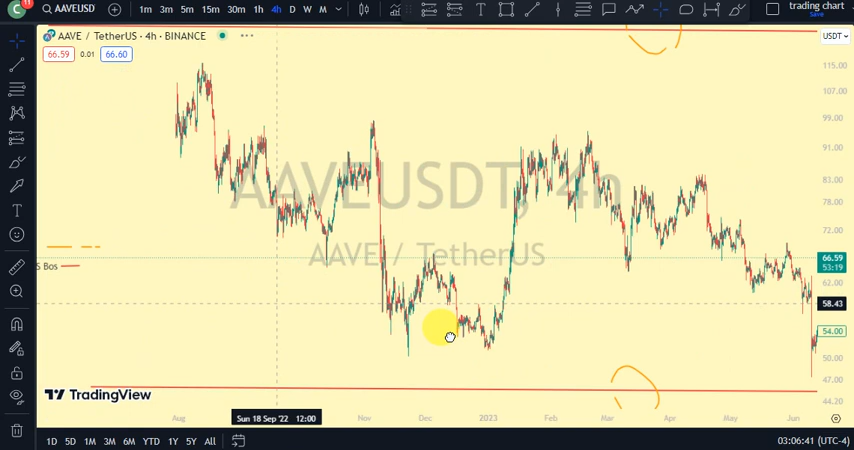 C 11 AAVEUSD 1m 3m 5m 15m 30m 1h 4h D W M trading chart
Save
AAVE / TetherUS · 4h · BINANCE
USDT
66.59 0.01 66.60
115.00
107.00
99.00
91.00
83.00
78.00
72.00
AAVEUSDT, 4h
AAVE / TetherUS
66.59
53:19
S Bos
62.00
58.43
54.00
50.00
47.00
44.20
TradingView
Aug Sun 18 Sep '22 12:00 Nov Dec 2023 Feb Mar Apr May Jun
1D 5D 1M 3M 6M YTD 1Y 5Y All 03:06:41 (UTC-4)